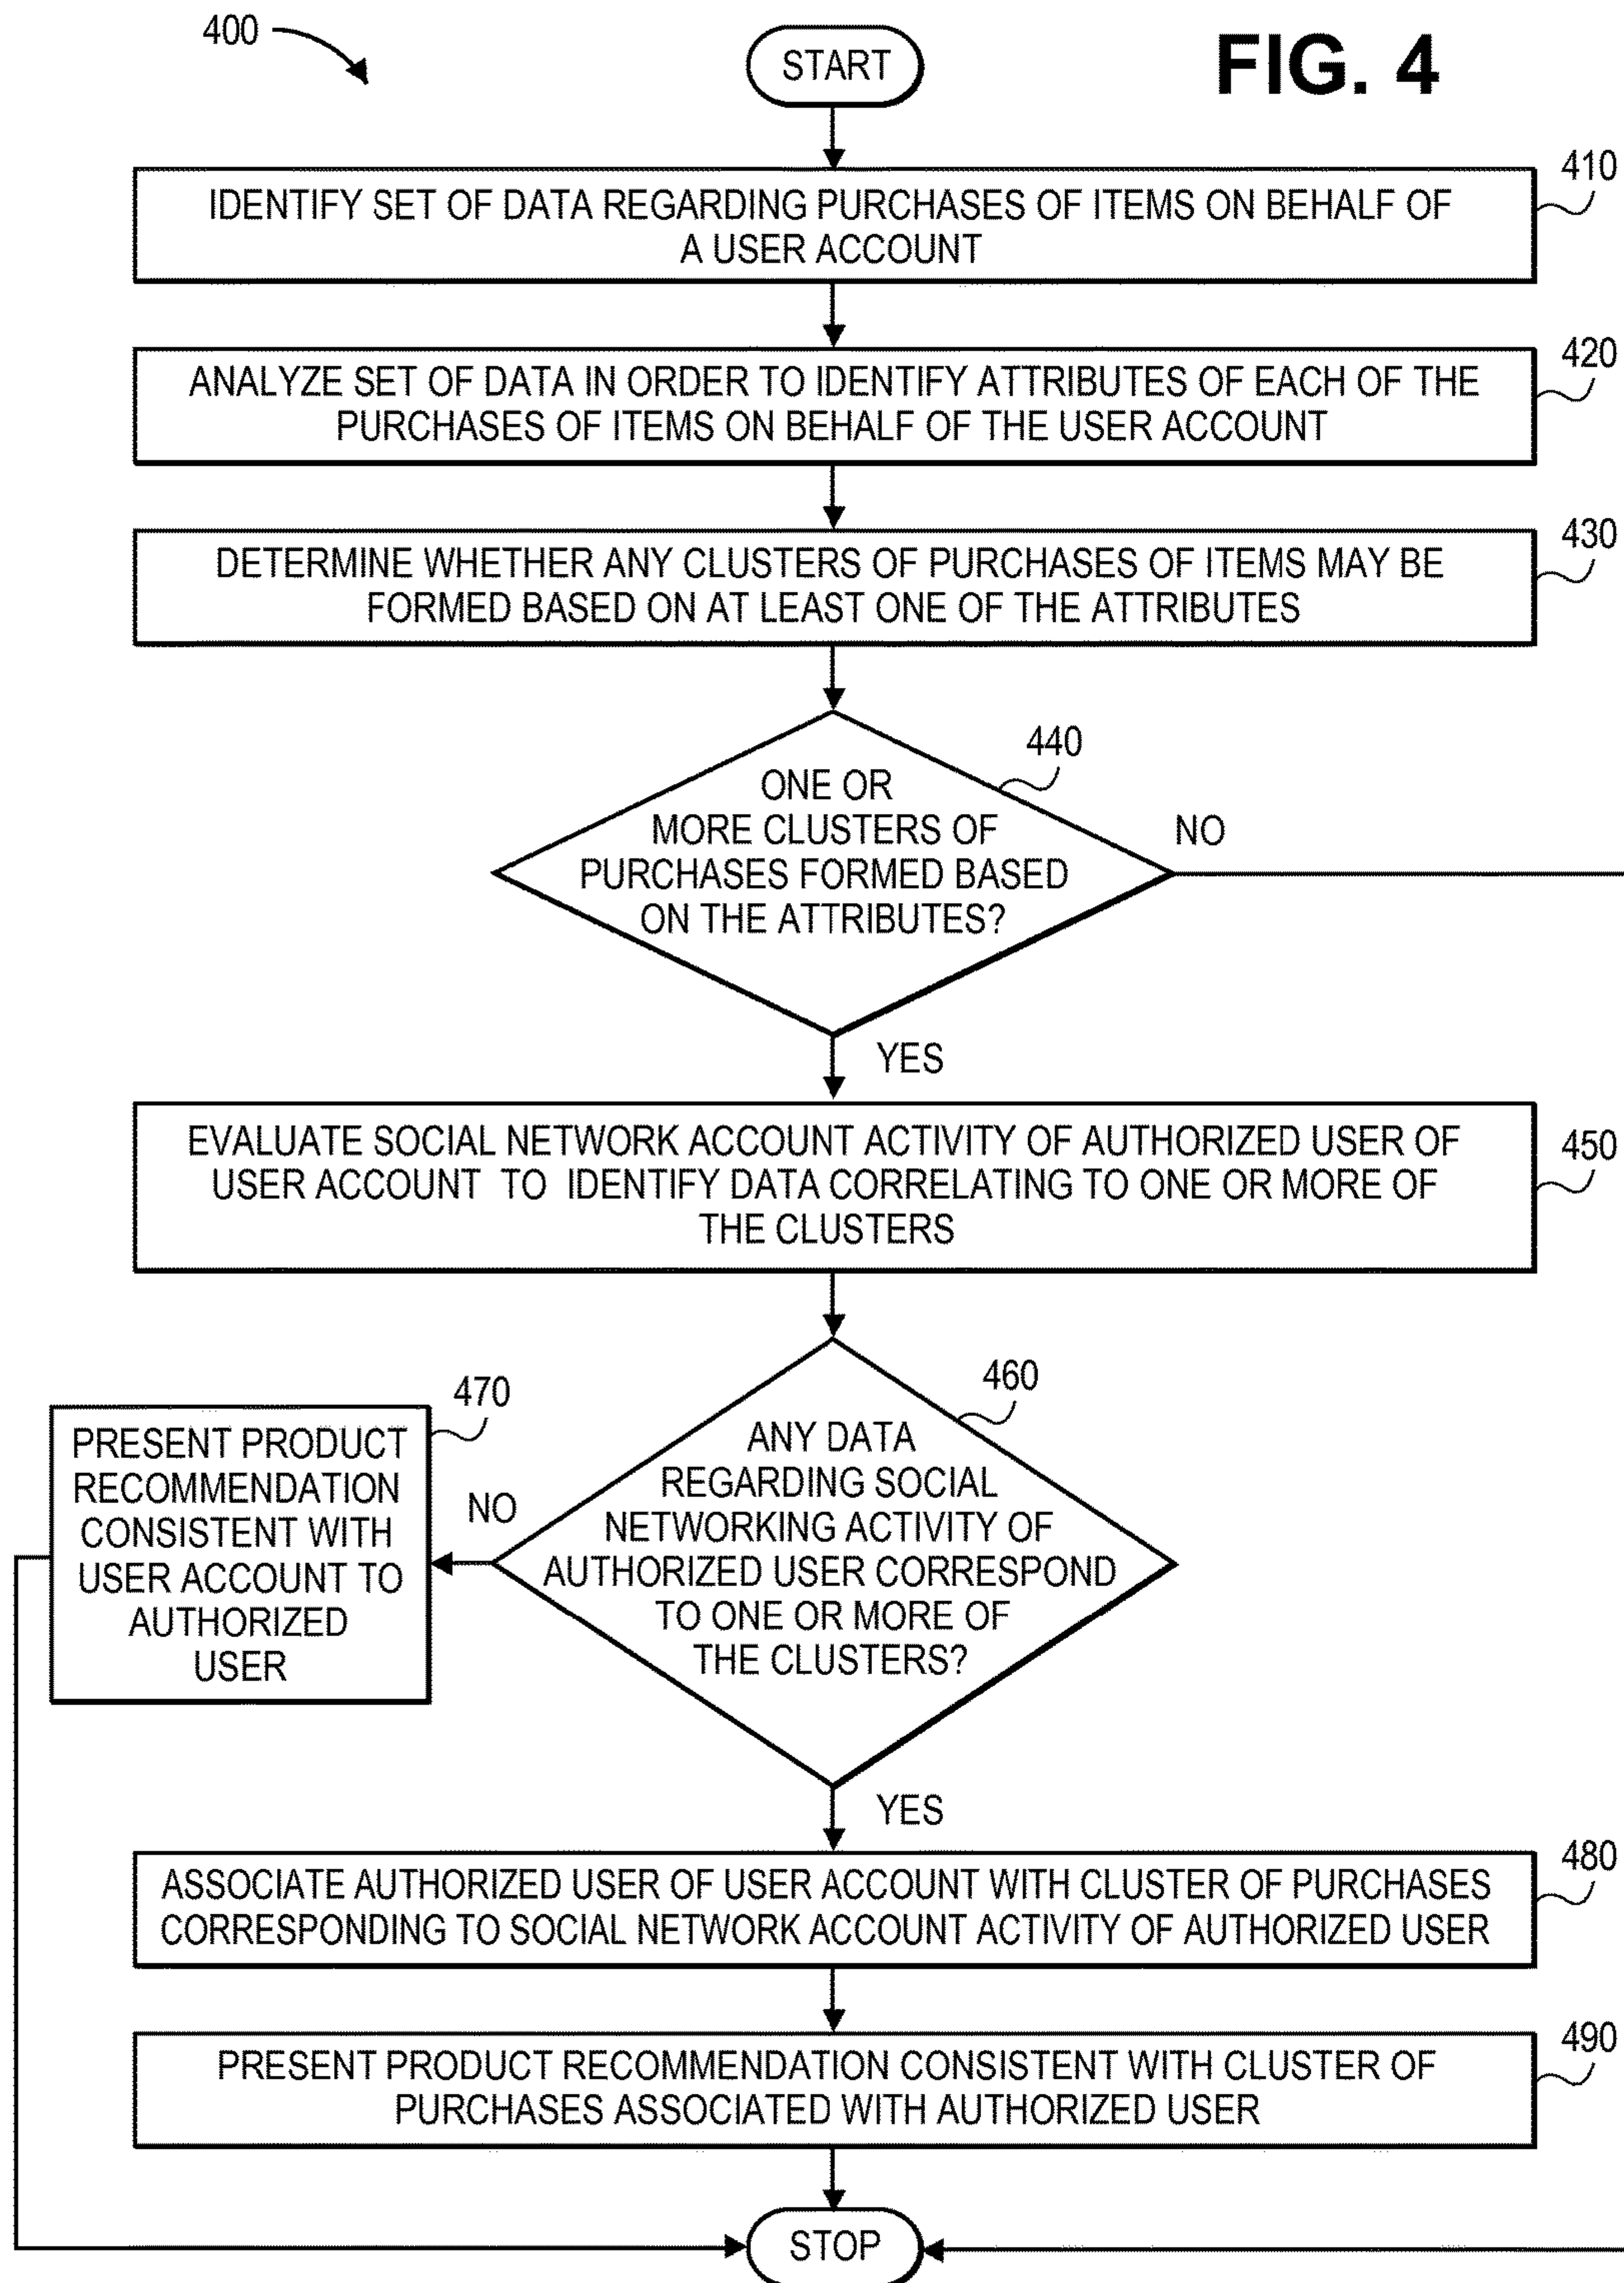 400
START
FIG. 4
410
IDENTIFY SET OF DATA REGARDING PURCHASES OF ITEMS ON BEHALF OF
A USER ACCOUNT
420
ANALYZE SET OF DATA IN ORDER TO IDENTIFY ATTRIBUTES OF EACH OF THE
PURCHASES OF ITEMS ON BEHALF OF THE USER ACCOUNT
430
DETERMINE WHETHER ANY CLUSTERS OF PURCHASES OF ITEMS MAY BE
FORMED BASED ON AT LEAST ONE OF THE ATTRIBUTES
440
ONE OR
MORE CLUSTERS OF
PURCHASES FORMED BASED
ON THE ATTRIBUTES?
NO
YES
450
EVALUATE SOCIAL NETWORK ACCOUNT ACTIVITY OF AUTHORIZED USER OF
USER ACCOUNT TO IDENTIFY DATA CORRELATING TO ONE OR MORE OF
THE CLUSTERS
460
ANY DATA
REGARDING SOCIAL
NETWORKING ACTIVITY OF
AUTHORIZED USER CORRESPOND
TO ONE OR MORE OF
THE CLUSTERS?
NO
470
PRESENT PRODUCT
RECOMMENDATION
CONSISTENT WITH
USER ACCOUNT TO
AUTHORIZED
USER
YES
480
ASSOCIATE AUTHORIZED USER OF USER ACCOUNT WITH CLUSTER OF PURCHASES
CORRESPONDING TO SOCIAL NETWORK ACCOUNT ACTIVITY OF AUTHORIZED USER
490
PRESENT PRODUCT RECOMMENDATION CONSISTENT WITH CLUSTER OF
PURCHASES ASSOCIATED WITH AUTHORIZED USER
STOP